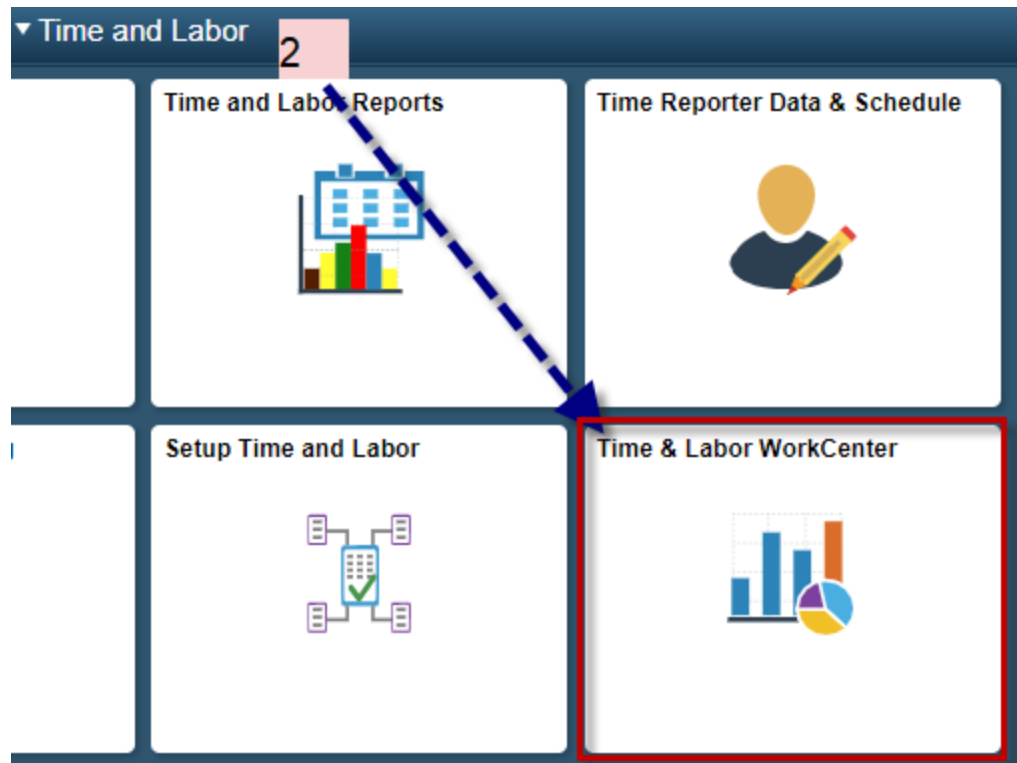 Time and Labor
2
Time and Labor Reports
Time Reporter Data & Schedule
Setup Time and Labor
Time & Labor WorkCenter